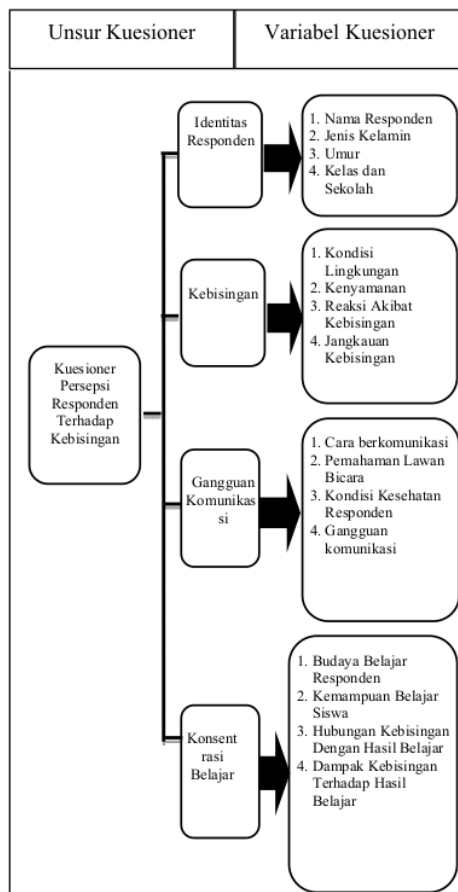 Unsur Kuesioner
Variabel Kuesioner
Identitas
Responden
1. Nama Responden
2. Jenis Kelamin
3. Umur
4. Kelas dan
Sekolah
Kebisingan
1. Kondisi
Lingkungan
2. Kenyamanan
3. Reaksi Akibat
Kebisingan
4. Jangkauan
Kebisingan
Kuesioner
Persepsi
Responden
Terhadap
Kebisingan
Gangguan
Komunikas
si
1. Cara berkomunikasi
2. Pemahaman Lawan
Bicara
3. Kondisi Kesehatan
Responden
4. Gangguan
komunikasi
Konsent
rasi
Belajar
1. Budaya Belajar
Responden
2. Kemampuan Belajar
Siswa
3. Hubungan Kebisingan
Dengan Hasil Belajar
4. Dampak Kebisingan
Terhadap Hasil
Belajar